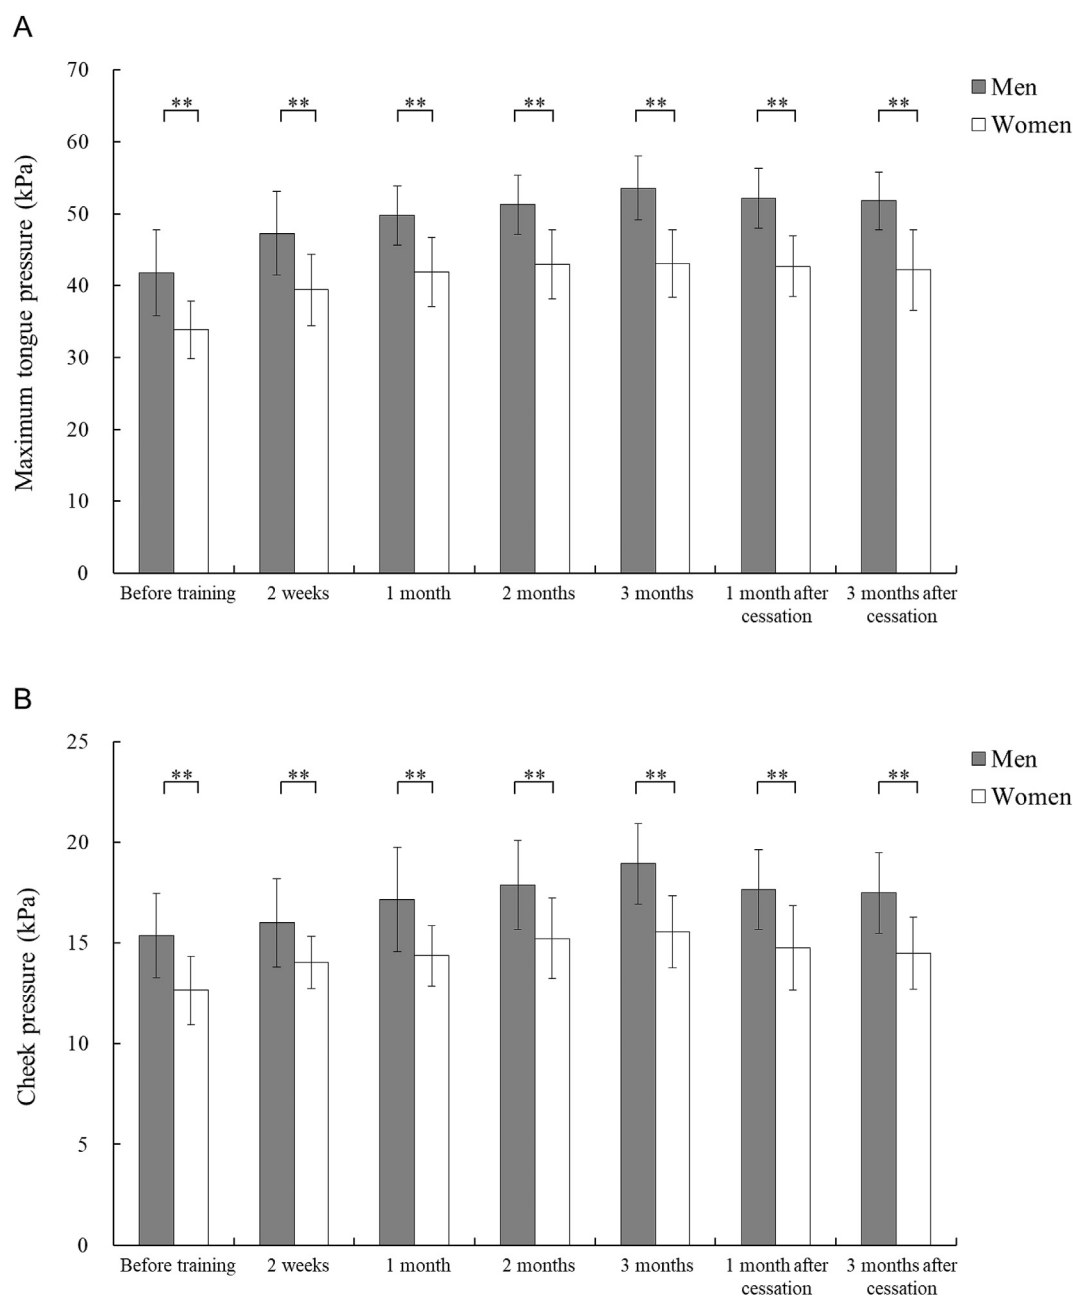 A
70
60
50
40
30
20
10
0
Maximum tongue pressure (kPa)
** ** ** ** ** ** **
Men
Women
Before training 2 weeks 1 month 2 months 3 months 1 month after 3 months after
cessation cessation
B
25
20
15
10
5
0
Cheek pressure (kPa)
** ** ** ** ** ** **
Men
Women
Before training 2 weeks 1 month 2 months 3 months 1 month after 3 months after
cessation cessation